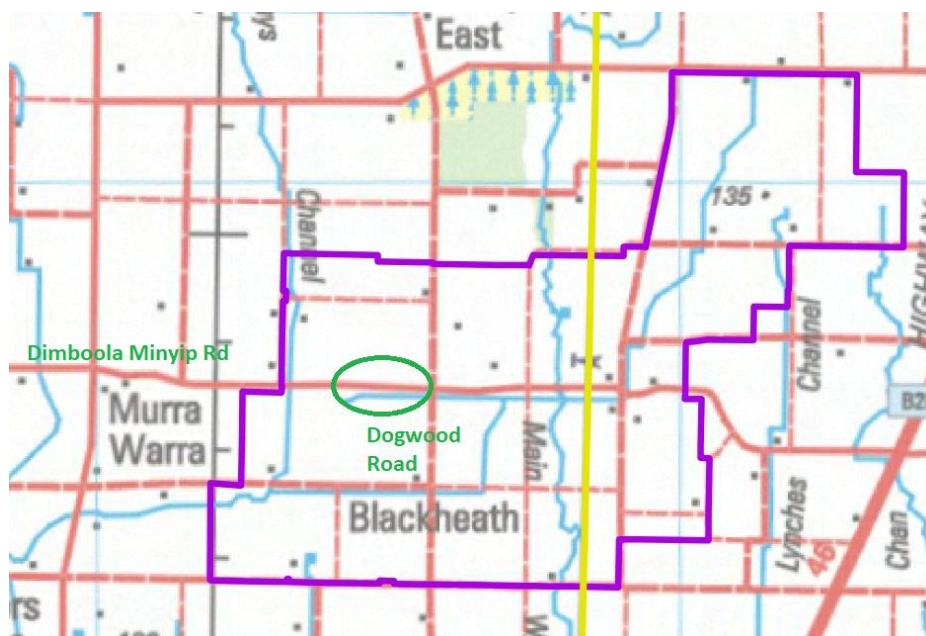 ys
East
Channel
135
HIGHWAY
Dimboola Minyip Rd
Channel
B2
Murra
Warra
Dogwood
Road
Main
Blackheath
Lynches
46
Chan
rs